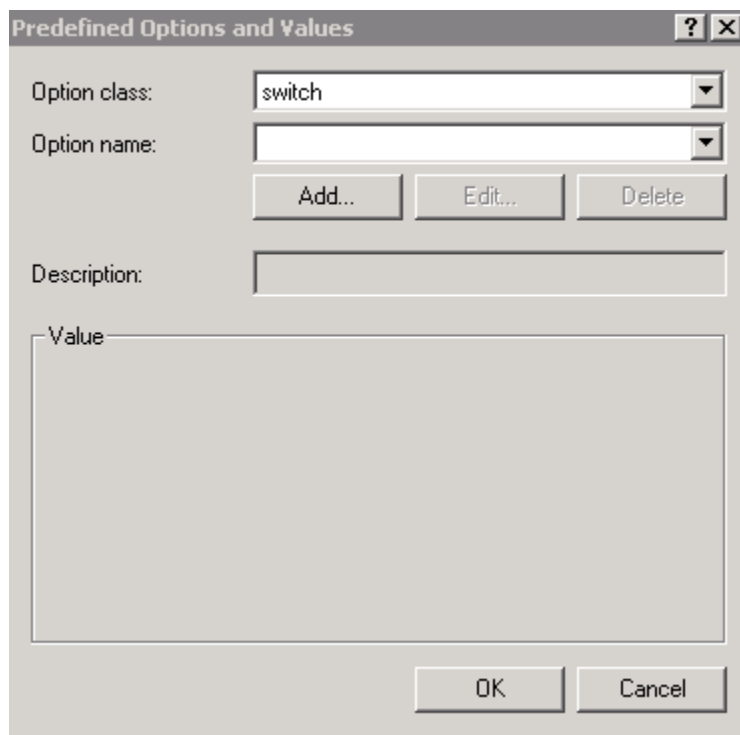 Predefined Options and Values
Option class: switch
Option name:
Add... Edit... Delete
Description:
Value
OK Cancel